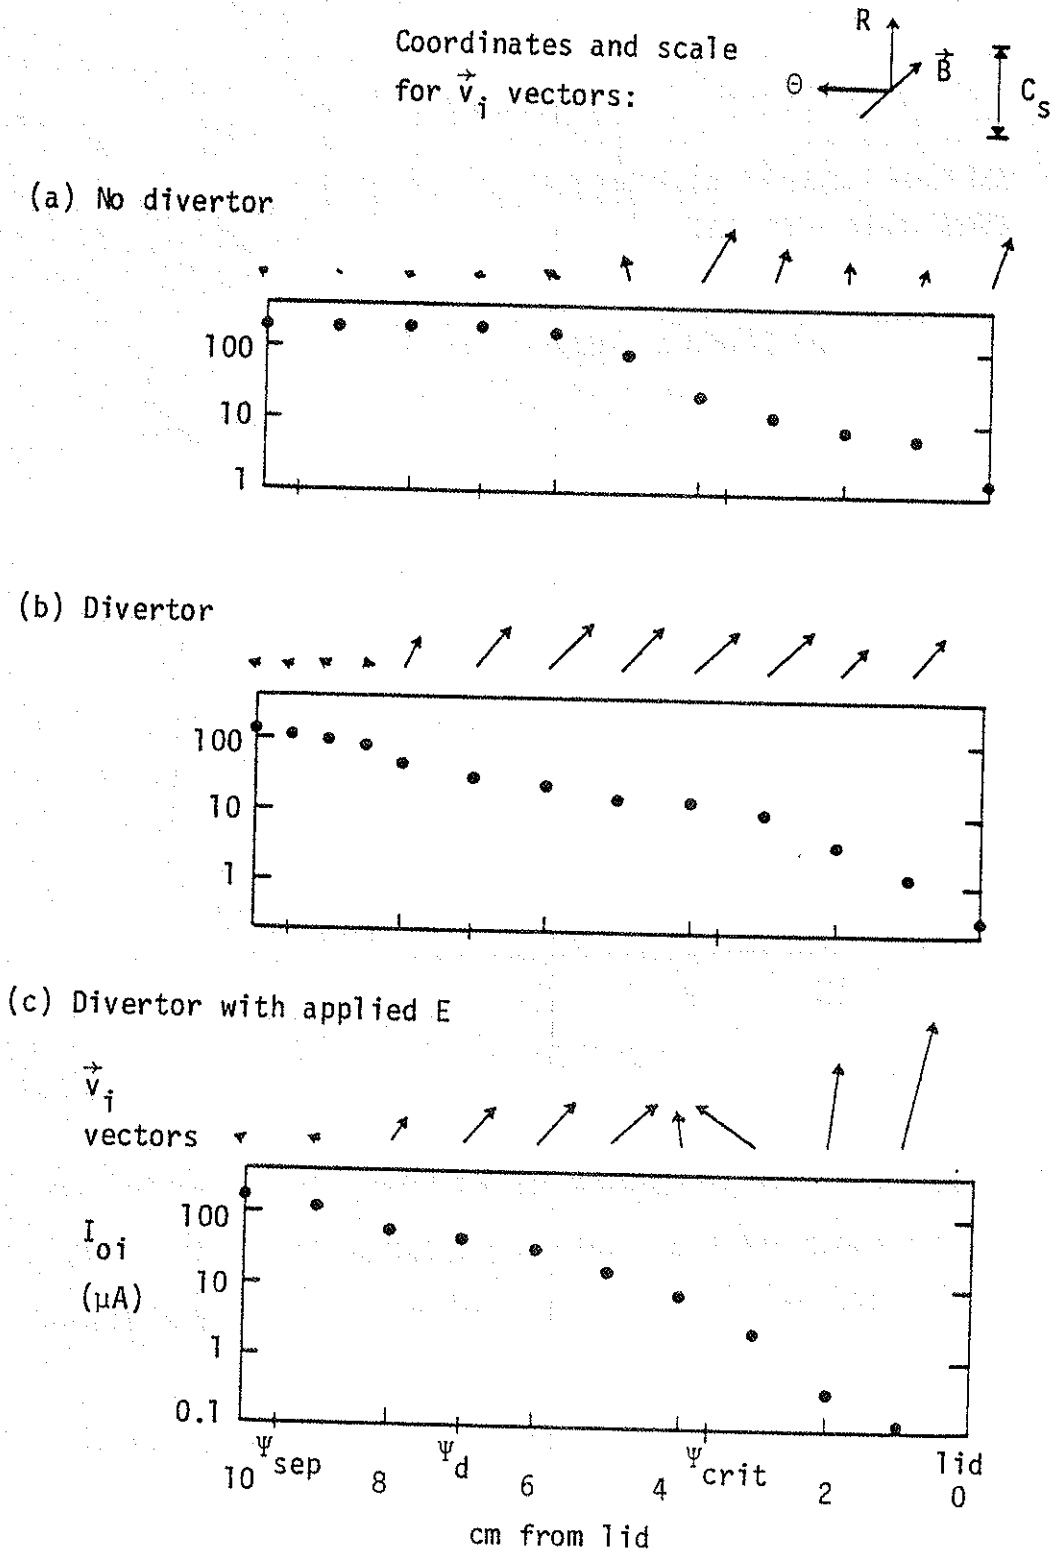 Coordinates and scale
for v⃗i vectors:
R
Θ
B⃗
Cs
(a) No divertor
100
10
1
(b) Divertor
100
10
1
(c) Divertor with applied E
v⃗i
vectors
Ioi
(μA)
100
10
1
0.1
Ψsep
Ψd
Ψcrit
lid
10
8
6
4
2
0
cm from lid